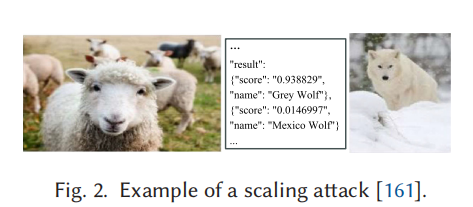 ...
"result":
{"score": "0.938829",
"name": "Grey Wolf"},
{"score": "0.0146997",
"name": "Mexico Wolf"}
...
Fig. 2. Example of a scaling attack [161].